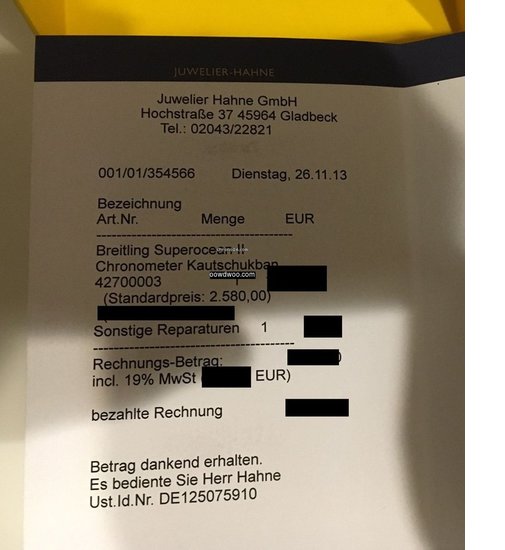 JUWELIER-HAHNE
Juwelier Hahne GmbH
Hochstraße 37 45964 Gladbeck
Tel.: 02043/22821
001/01/354566 Dienstag, 26.11.13
Bezeichnung
Art.Nr. Menge EUR
Breitling Superocean II
Chronometer Kautschukban
oowdwoo.com
42700003
(Standardpreis: 2.580,00)
Sonstige Reparaturen 1
Rechnungs-Betrag:
incl. 19% MwSt ( EUR)
bezahlte Rechnung
Betrag dankend erhalten.
Es bediente Sie Herr Hahne
Ust.Id.Nr. DE125075910